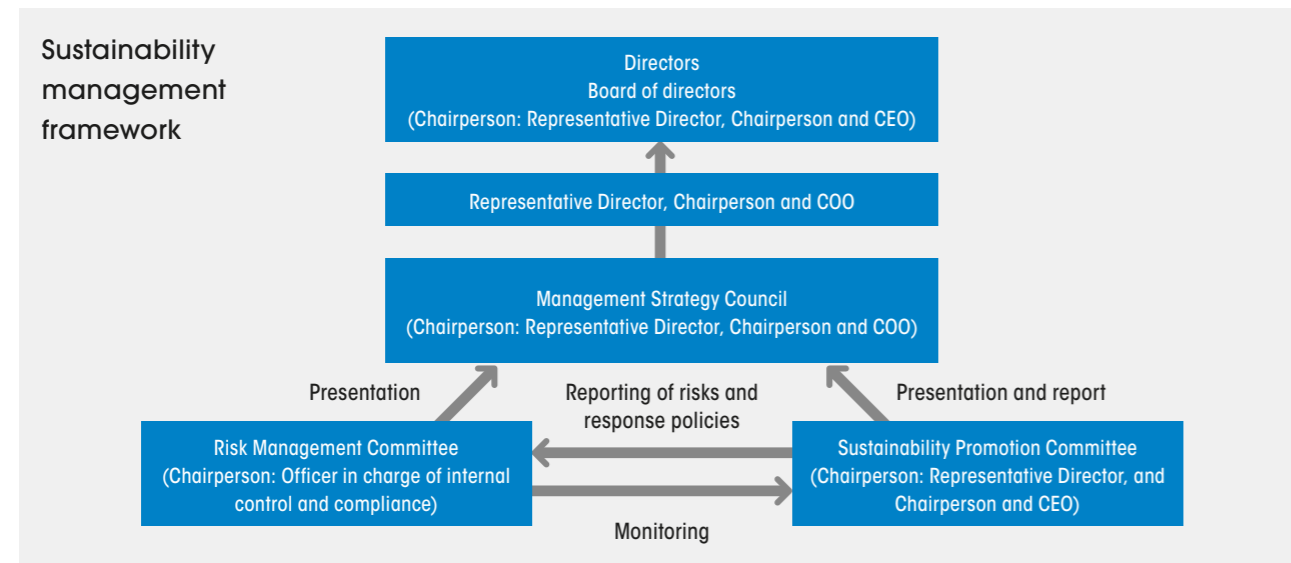 Sustainability
management
framework
Directors
Board of directors
(Chairperson: Representative Director, Chairperson and CEO)
Representative Director, Chairperson and COO
Management Strategy Council
(Chairperson: Representative Director, Chairperson and COO)
Presentation
Reporting of risks and
response policies
Presentation and report
Risk Management Committee
(Chairperson: Officer in charge of internal
control and compliance)
Sustainability Promotion Committee
(Chairperson: Representative Director, and
Chairperson and CEO)
Monitoring